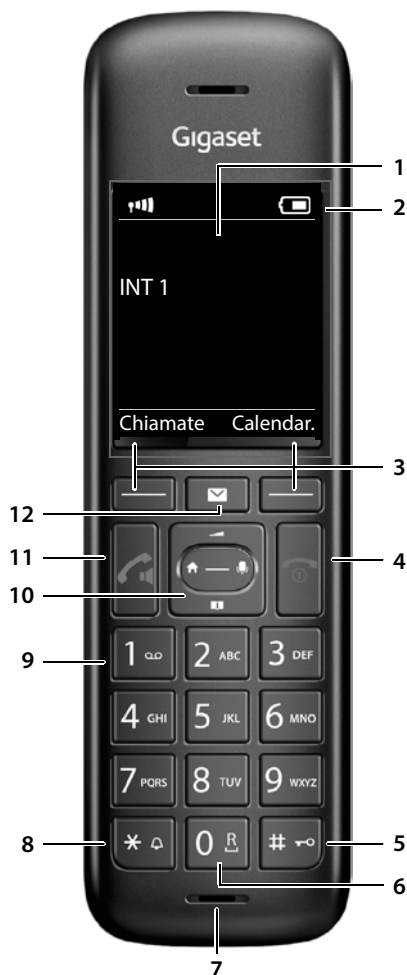 Gigaset
1
2
INT 1
Chiamate Calendar.
3
12
11
4
10
9
1 2 ABC 3 DEF
4 GHI 5 JKL 6 MNO
7 PQRS 8 TUV 9 WXYZ
8 * 0 R # 5
6
7